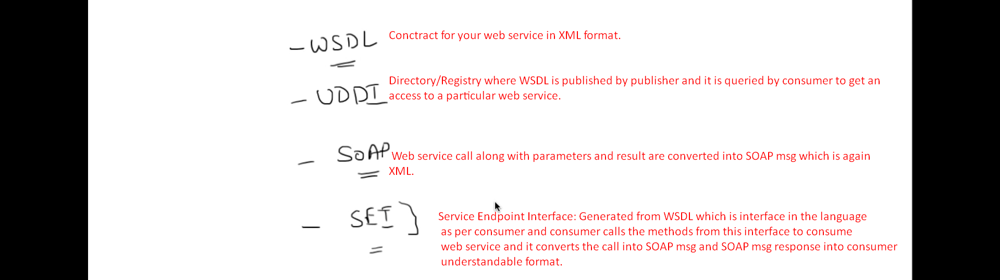 - WSDL Conctract for your web service in XML format.
- UDDI Directory/Registry where WSDL is published by publisher and it is queried by consumer to get an
access to a particular web service.
- SOAP Web service call along with parameters and result are converted into SOAP msg which is again
XML.
- SEI } Service Endpoint Interface: Generated from WSDL which is interface in the language
as per consumer and consumer calls the methods from this interface to consume
web service and it converts the call into SOAP msg and SOAP msg response into consumer
understandable format.